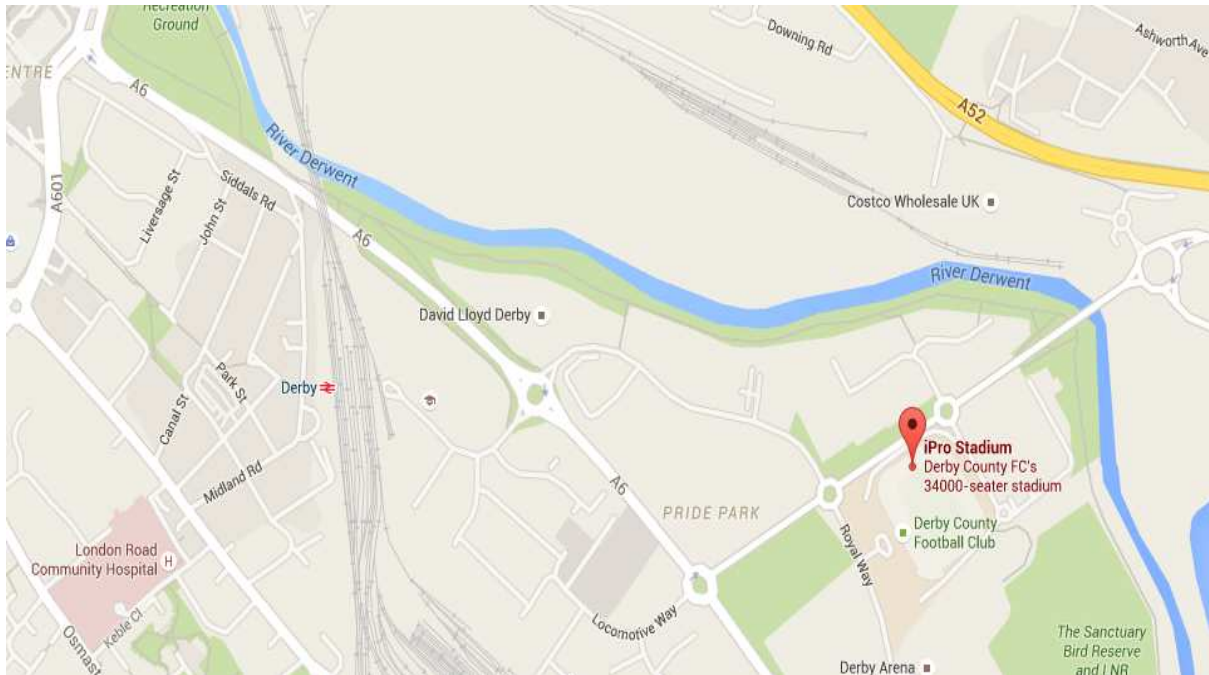 Recreation
Ground
Downing Rd
Ashworth Ave
ENTRE
A6
A52
River Derwent
A601
Liversage St
Siddals Rd
John St
Costco Wholesale UK
A6
River Derwent
David Lloyd Derby
Derby
Park St
Canal St
iPro Stadium
Derby County FC's
34000-seater stadium
Midland Rd
A6
PRIDE PARK
Derby County
Football Club
Royal Way
London Road
Community Hospital
H
Keble Cl
Osmast
Locomotive Way
The Sanctuary
Bird Reserve
and LNR
Derby Arena